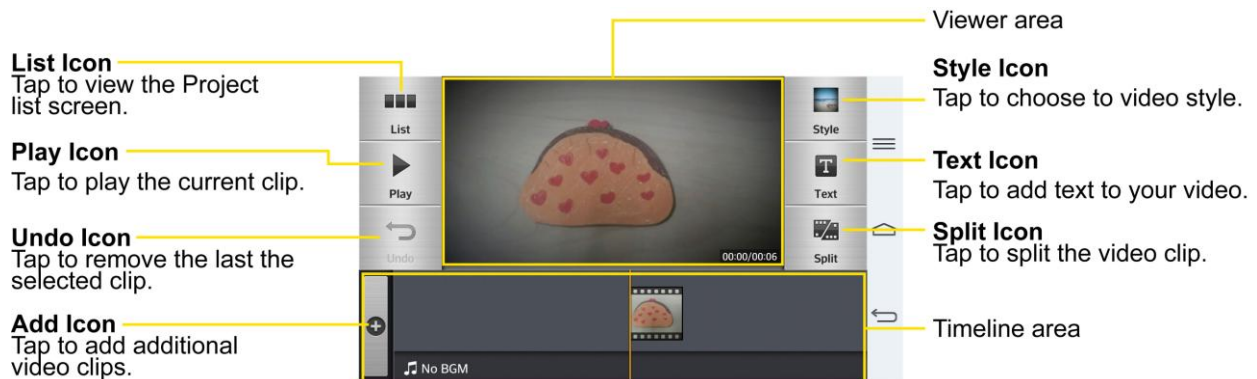 List Icon
Tap to view the Project
list screen.
Play Icon
Tap to play the current clip.
Undo Icon
Tap to remove the last the
selected clip.
Add Icon
Tap to add additional
video clips.
List
Play
Undo
00:00/00:06
Style
Text
Split
No BGM
Viewer area
Style Icon
Tap to choose to video style.
Text Icon
Tap to add text to your video.
Split Icon
Tap to split the video clip.
Timeline area